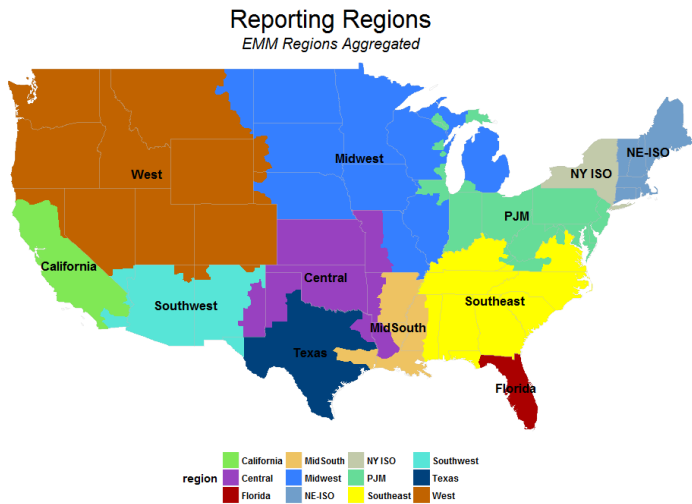 Reporting Regions
EMM Regions Aggregated
NE-ISO
Midwest
West
NY ISO
PJM
California
Central
Southwest
Southeast
MidSouth
Texas
Florida
region
California MidSouth NY ISO Southwest
Central Midwest PJM Texas
Florida NE-ISO Southeast West